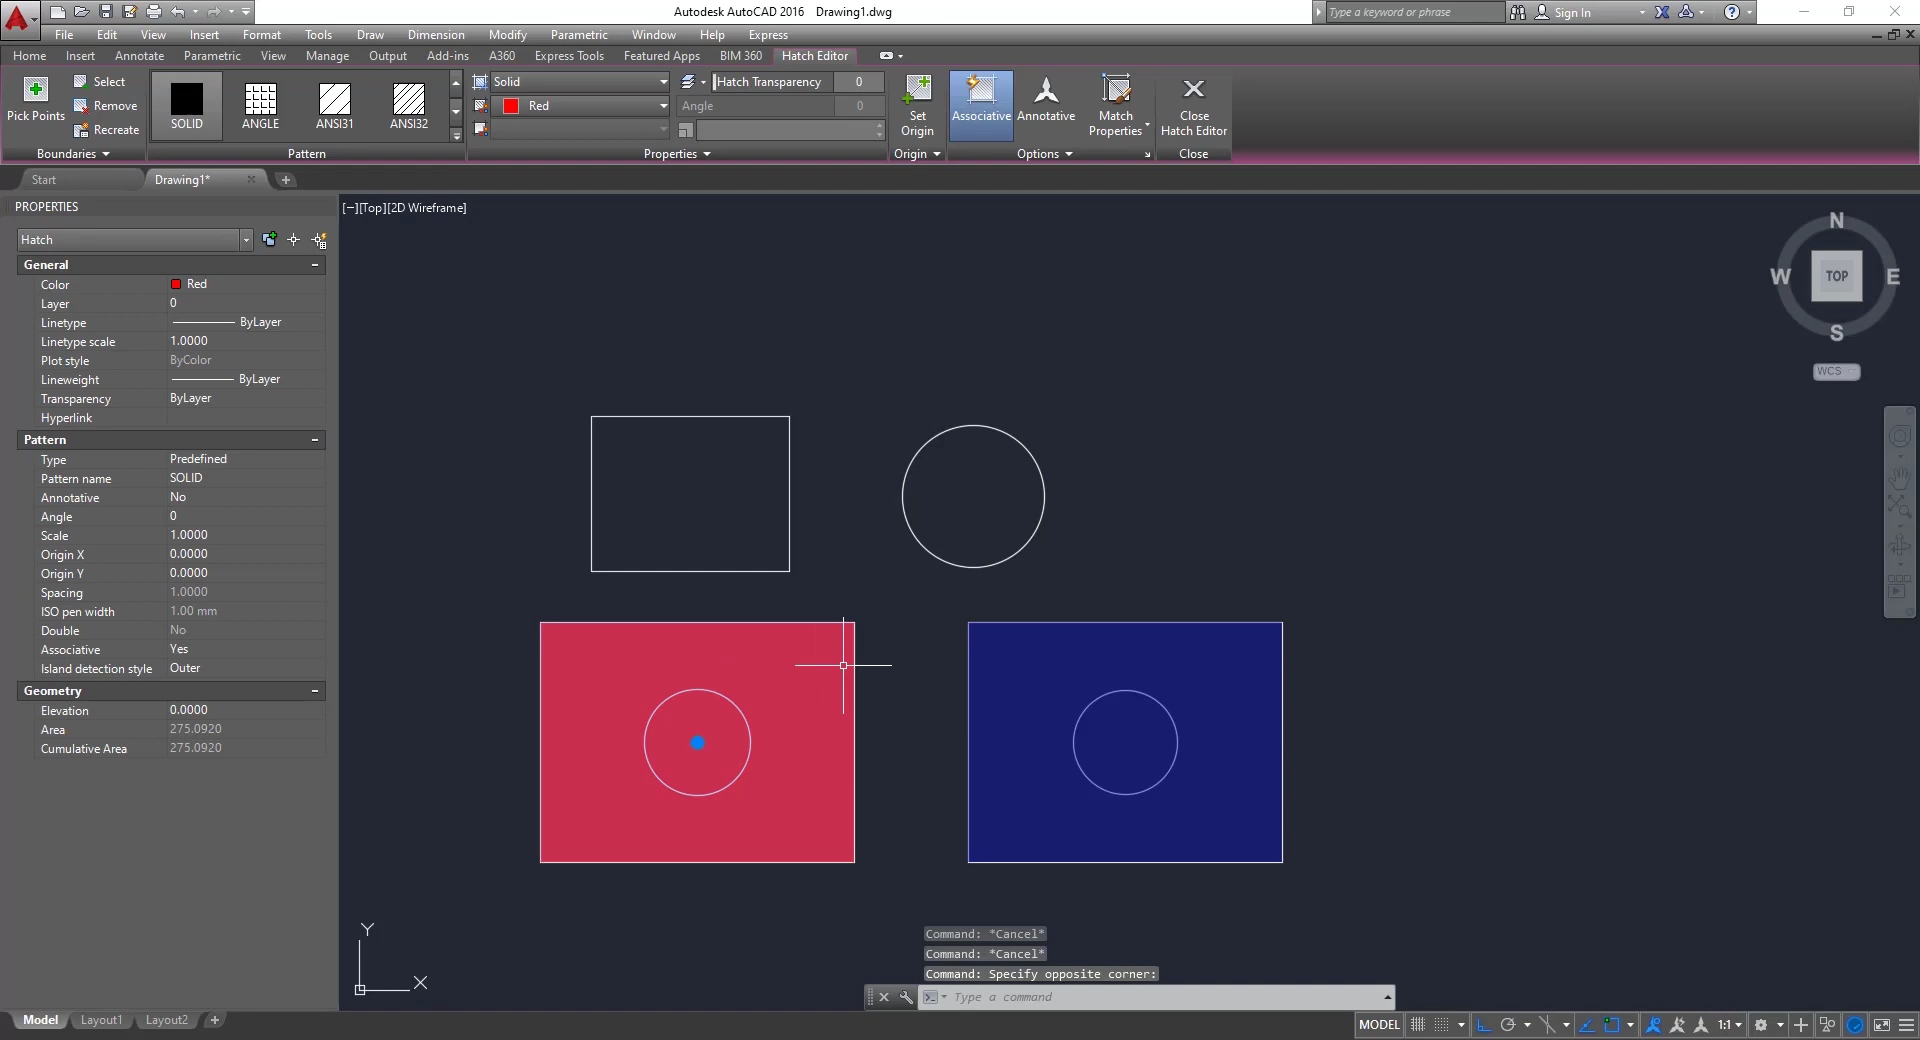 Autodesk AutoCAD 2016 Drawing1.dwg
Type a keyword or phrase
Sign In
File Edit View Insert Format Tools Draw Dimension Modify Parametric Window Help Express
Home Insert Annotate Parametric View Manage Output Add-ins A360 Express Tools Featured Apps BIM 360 Hatch Editor
Pick Points
Select
Remove
Recreate
Boundaries
SOLID
ANGLE
ANSI31
ANSI32
Pattern
Solid
Red
Hatch Transparency 0
Angle 0
Properties
Set
Origin
Origin
Associative
Annotative
Match
Properties
Options
Close
Hatch Editor
Close
Start
Drawing1*
PROPERTIES
Hatch
General
Color Red
Layer 0
Linetype ByLayer
Linetype scale 1.0000
Plot style ByColor
Lineweight ByLayer
Transparency ByLayer
Hyperlink
Pattern
Type Predefined
Pattern name SOLID
Annotative No
Angle 0
Scale 1.0000
Origin X 0.0000
Origin Y 0.0000
Spacing 1.0000
ISO pen width 1.00 mm
Double No
Associative Yes
Island detection style Outer
Geometry
Elevation 0.0000
Area 275.0920
Cumulative Area 275.0920
[−][Top][2D Wireframe]
N
W TOP E
S
WCS
Y
X
Command: *Cancel*
Command: *Cancel*
Command: Specify opposite corner:
Type a command
Model Layout1 Layout2
MODEL
1:1